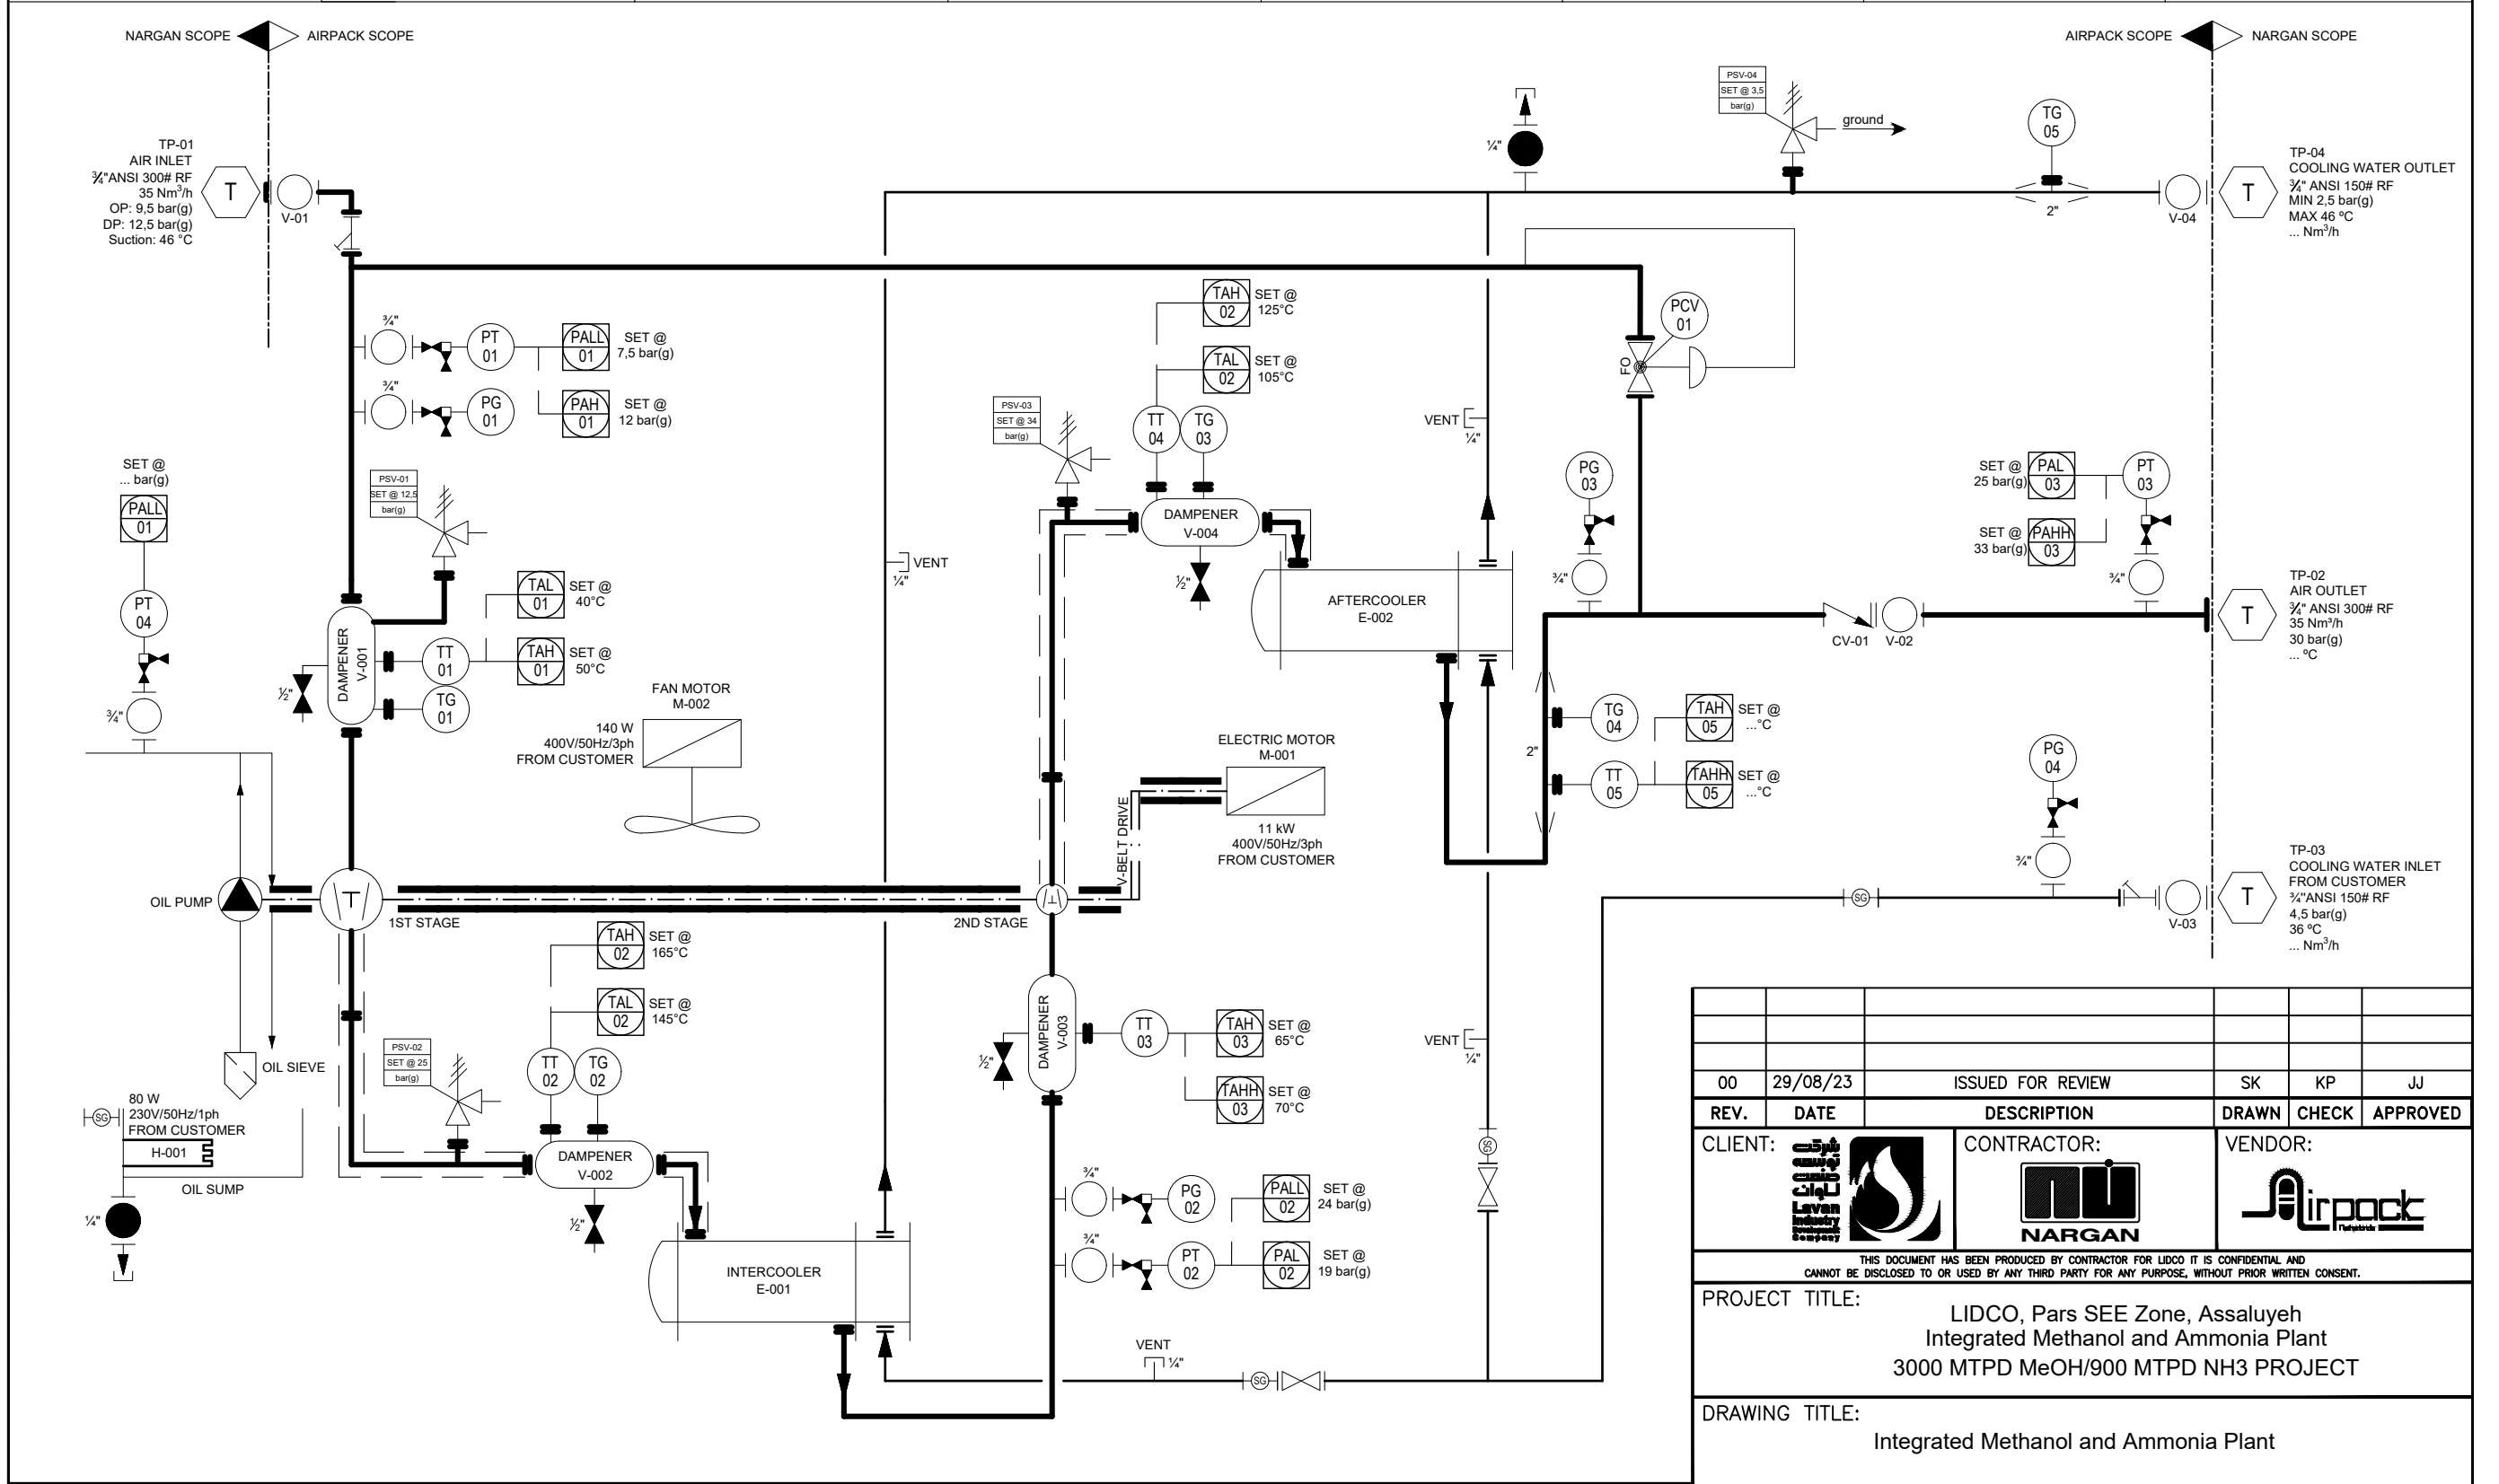 NARGAN SCOPE
AIRPACK SCOPE
AIRPACK SCOPE
NARGAN SCOPE
TP-01
AIR INLET
¾"ANSI 300# RF
35 Nm³/h
OP: 9,5 bar(g)
DP: 12,5 bar(g)
Suction: 46 °C
T
V-01
¼"
PSV-04
SET @ 3,5
bar(g)
ground
TG
05
2"
V-04
T
TP-04
COOLING WATER OUTLET
¾" ANSI 150# RF
MIN 2,5 bar(g)
MAX 46 ºC
... Nm³/h
¾"
PT
01
PALL
01
SET @
7,5 bar(g)
¾"
PG
01
PAH
01
SET @
12 bar(g)
TAH
02
SET @
125°C
TAL
02
SET @
105°C
TT
04
TG
03
PSV-03
SET @ 34
bar(g)
DAMPENER
V-004
½"
VENT
¼"
PCV
01
FO
PG
03
¾"
SET @
25 bar(g)
PAL
03
PT
03
SET @
33 bar(g)
PAHH
03
¾"
SET @
... bar(g)
PALL
01
PT
04
¾"
PSV-01
SET @ 12,5
bar(g)
TAL
01
SET @
40°C
TT
01
TAH
01
SET @
50°C
TG
01
DAMPENER
V-001
½"
VENT
¼"
AFTERCOOLER
E-002
CV-01
V-02
T
TP-02
AIR OUTLET
¾" ANSI 300# RF
35 Nm³/h
30 bar(g)
... ºC
FAN MOTOR
M-002
140 W
400V/50Hz/3ph
FROM CUSTOMER
ELECTRIC MOTOR
M-001
11 kW
400V/50Hz/3ph
FROM CUSTOMER
V-BELT DRIVE
2"
TG
04
TAH
05
SET @
...°C
TT
05
TAHH
05
SET @
...°C
PG
04
¾"
SG
V-03
T
TP-03
COOLING WATER INLET
FROM CUSTOMER
¾"ANSI 150# RF
4,5 bar(g)
36 ºC
... Nm³/h
OIL PUMP
T
1ST STAGE
2ND STAGE
T
TAH
02
SET @
165°C
TAL
02
SET @
145°C
TT
02
TG
02
PSV-02
SET @ 25
bar(g)
DAMPENER
V-002
½"
OIL SIEVE
SG
80 W
230V/50Hz/1ph
FROM CUSTOMER
H-001
OIL SUMP
¼"
DAMPENER
V-003
½"
TT
03
TAH
03
SET @
65°C
TAHH
03
SET @
70°C
VENT
¼"
SG
¾"
PG
02
PALL
02
SET @
24 bar(g)
¾"
PT
02
PAL
02
SET @
19 bar(g)
INTERCOOLER
E-001
VENT
¼"
SG
00 29/08/23 ISSUED FOR REVIEW SK KP JJ
REV. DATE DESCRIPTION DRAWN CHECK APPROVED
CLIENT:
Lavan
Industry
Development
Company
CONTRACTOR:
NARGAN
VENDOR:
Airpack
THIS DOCUMENT HAS BEEN PRODUCED BY CONTRACTOR FOR LIDCO IT IS CONFIDENTIAL AND
CANNOT BE DISCLOSED TO OR USED BY ANY THIRD PARTY FOR ANY PURPOSE, WITHOUT PRIOR WRITTEN CONSENT.
PROJECT TITLE:
LIDCO, Pars SEE Zone, Assaluyeh
Integrated Methanol and Ammonia Plant
3000 MTPD MeOH/900 MTPD NH3 PROJECT
DRAWING TITLE:
Integrated Methanol and Ammonia Plant